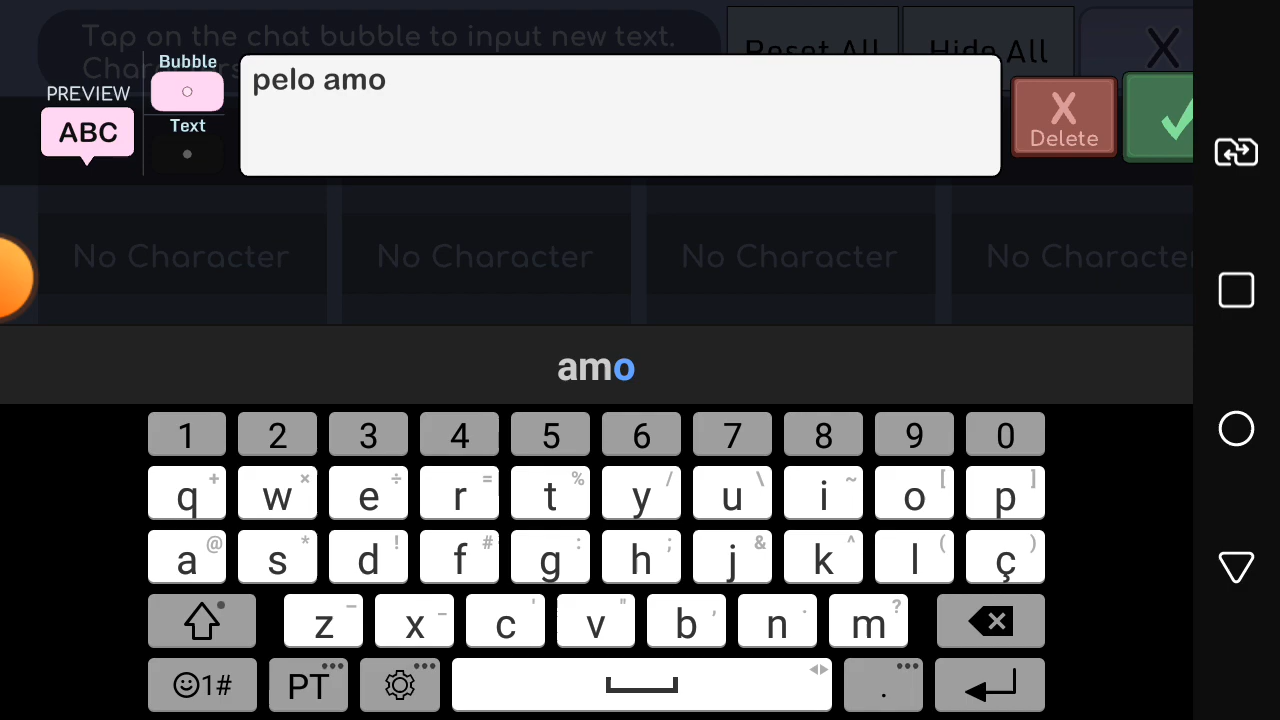 Tap on the chat bubble to input new text.
Reset All
Hide All
X
Bubble
PREVIEW
ABC
Text
pelo amo
X
Delete
No Character
No Character
No Character
No Characte
amo
1 2 3 4 5 6 7 8 9 0
q + w × e ÷ r = t % y / u \ i ~ o [ p ]
a @ s * d ! f # g : h ; j & k ^ l ( ç )
z – x _ c ' v " b , n . m ?
1# PT .